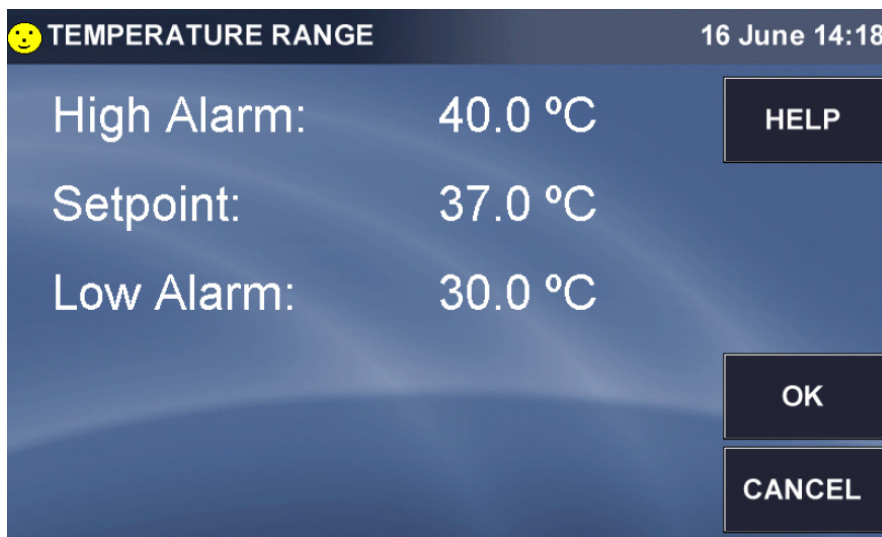 TEMPERATURE RANGE 16 June 14:18
High Alarm: 40.0 ºC HELP
Setpoint: 37.0 ºC
Low Alarm: 30.0 ºC
OK
CANCEL